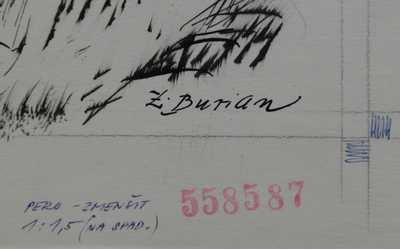 Z. Burian
PERO - ZMENŠIT
1:1,5 (NA SPAD.)
558587